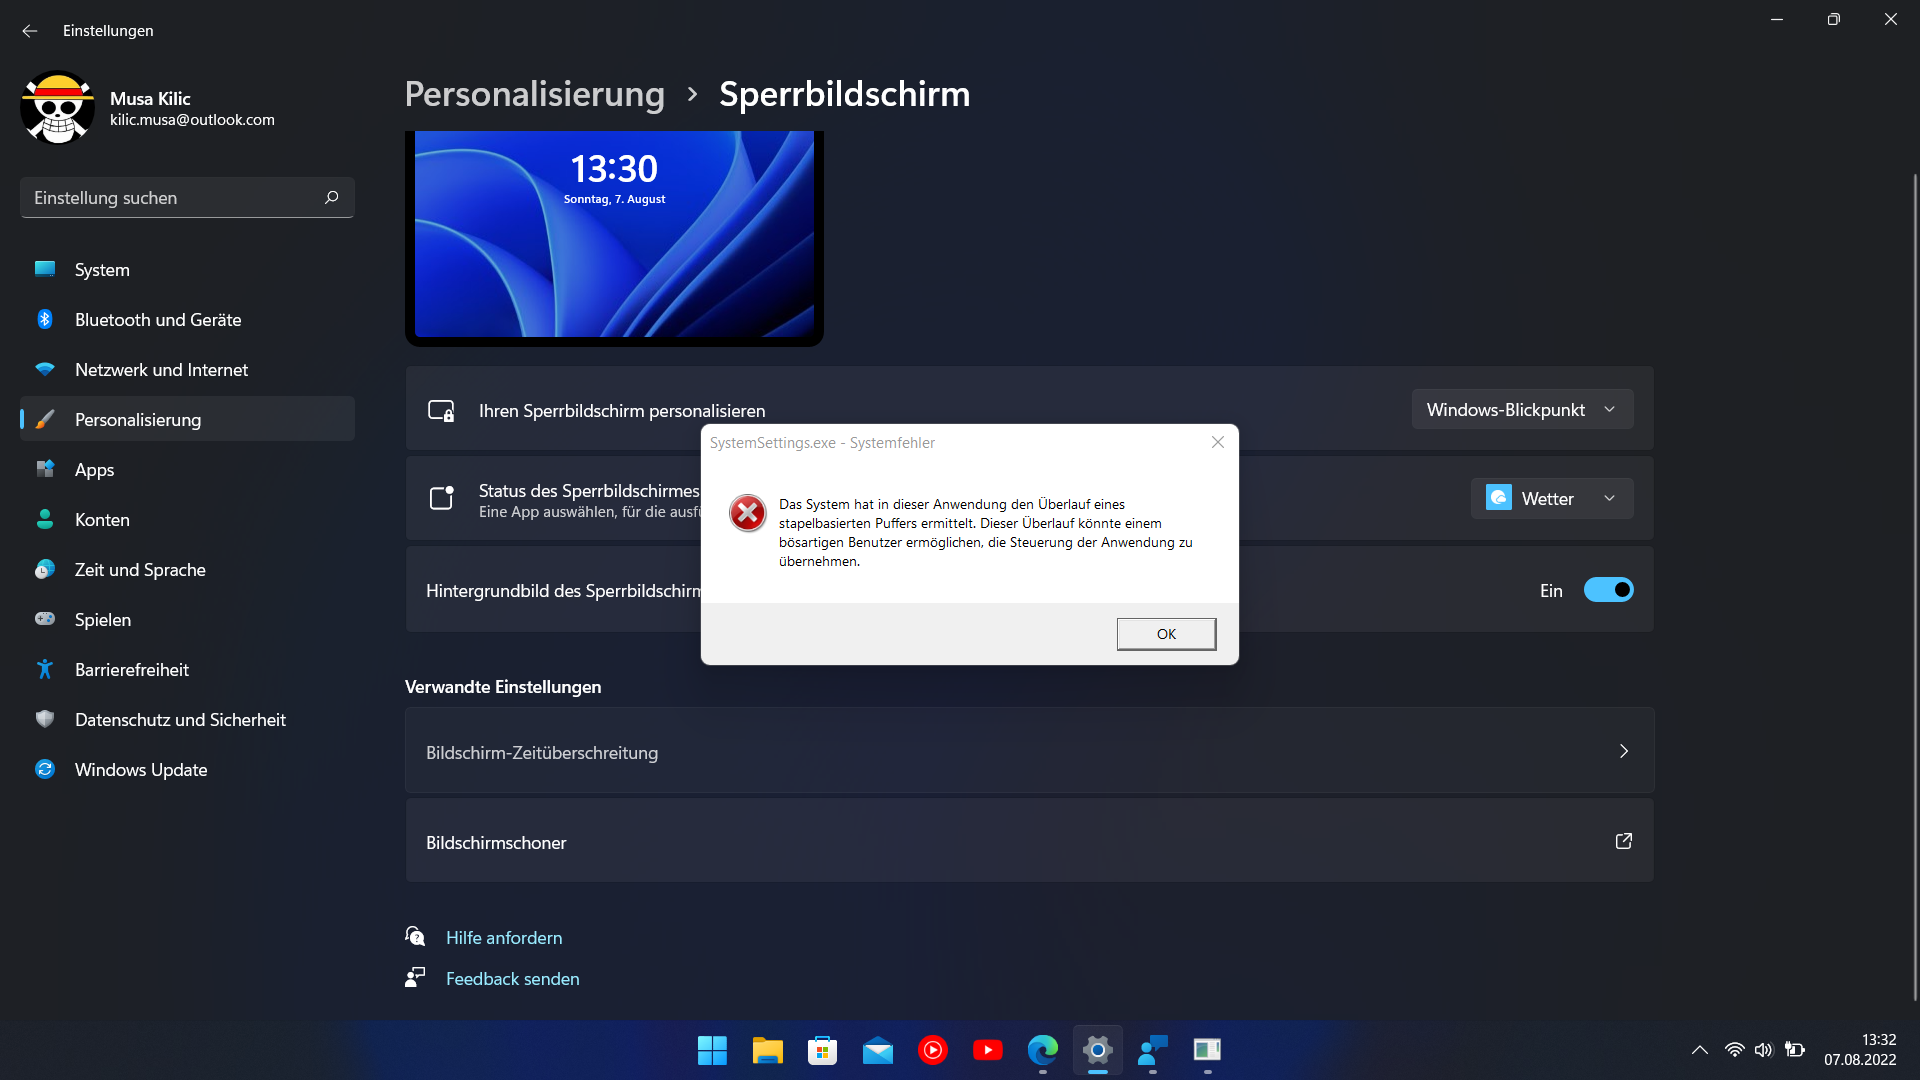 Einstellungen
Musa Kilic
kilic.musa@outlook.com
Einstellung suchen
System
Bluetooth und Geräte
Netzwerk und Internet
Personalisierung
Apps
Konten
Zeit und Sprache
Spielen
Barrierefreiheit
Datenschutz und Sicherheit
Windows Update
Personalisierung › Sperrbildschirm
13:30
Sonntag, 7. August
Ihren Sperrbildschirm personalisieren
Windows-Blickpunkt
Status des Sperrbildschirmes
Eine App auswählen, für die
Wetter
Hintergrundbild des
Ein
SystemSettings.exe - Systemfehler
Das System hat in dieser Anwendung den Überlauf eines
stapelbasierten Puffers ermittelt. Dieser Überlauf könnte einem
bösartigen Benutzer ermöglichen, die Steuerung der Anwendung zu
übernehmen.
OK
Verwandte Einstellungen
Bildschirm-Zeitüberschreitung
Bildschirmschoner
Hilfe anfordern
Feedback senden
13:32
07.08.2022